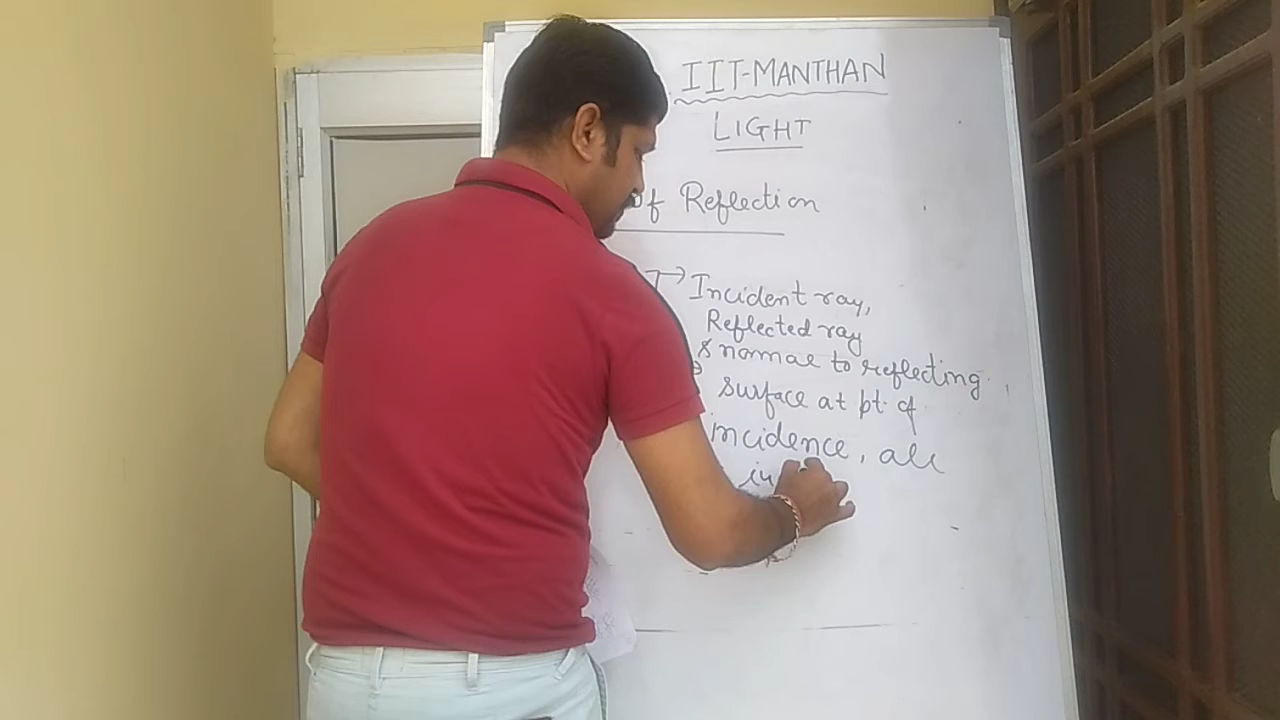 IIT-MANTHAN
LIGHT
of Reflection
I → Incident ray,
Reflected ray
& normal to reflecting
surface at pt. of
incidence, all